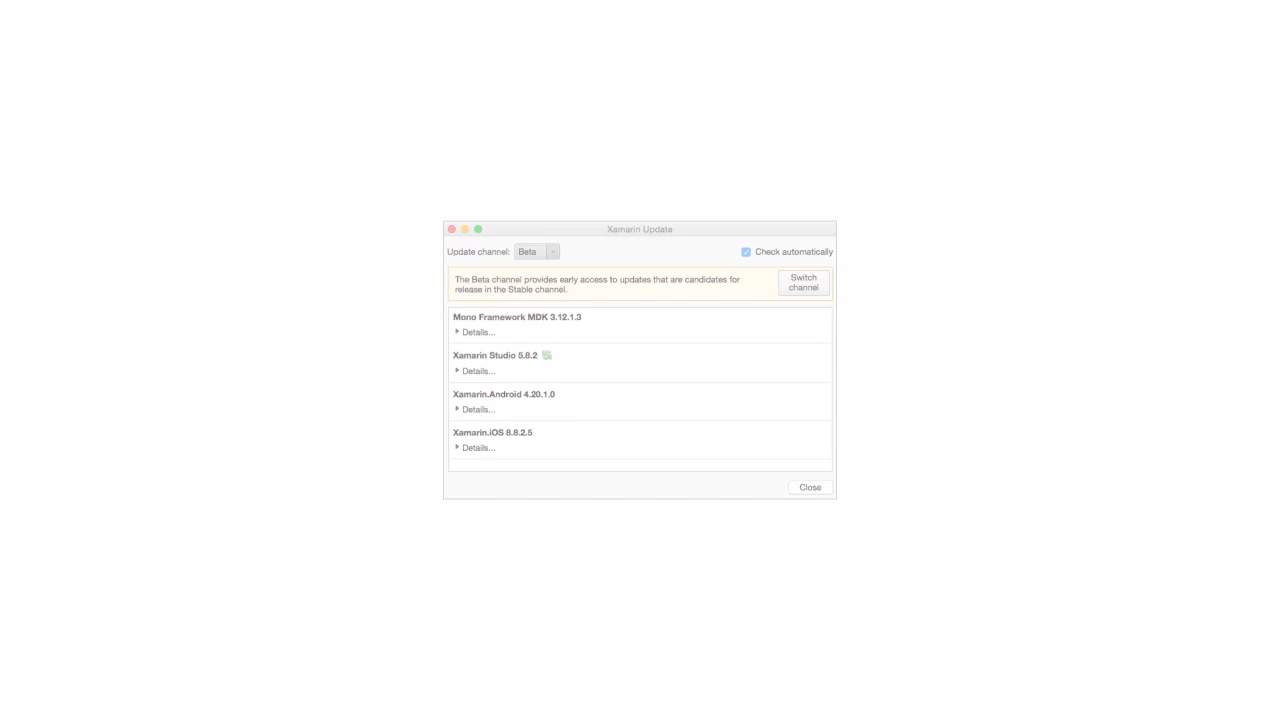 Xamarin Update
Update channel: Beta
Check automatically
The Beta channel provides early access to updates that are candidates for
release in the Stable channel.
Switch
channel
Mono Framework MDK 3.12.1.3
Details...
Xamarin Studio 5.8.2
Details...
Xamarin.Android 4.20.1.0
Details...
Xamarin.iOS 8.8.2.5
Details...
Close